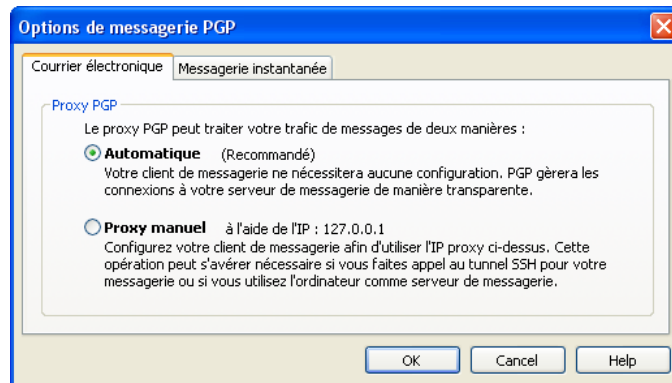 Options de messagerie PGP
Courrier électronique
Messagerie instantanée
Proxy PGP
Le proxy PGP peut traiter votre trafic de messages de deux manières :
Automatique (Recommandé)
Votre client de messagerie ne nécessitera aucune configuration. PGP gèrera les
connexions à votre serveur de messagerie de manière transparente.
Proxy manuel à l'aide de l'IP : 127.0.0.1
Configurez votre client de messagerie afin d'utiliser l'IP proxy ci-dessus. Cette
opération peut s'avérer nécessaire si vous faites appel au tunnel SSH pour votre
messagerie ou si vous utilisez l'ordinateur comme serveur de messagerie.
OK
Cancel
Help